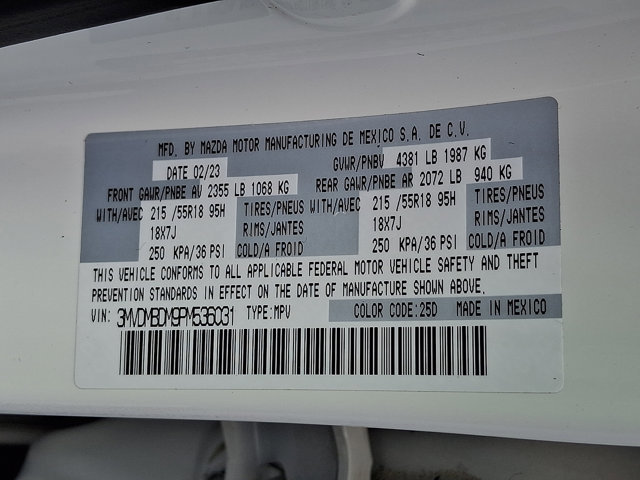 MFD. BY MAZDA MOTOR MANUFACTURING DE MEXICO S.A. DE C.V.
DATE 02/23 GVWR/PNBV 4381 LB 1987 KG
FRONT GAWR/PNBE AV 2355 LB 1068 KG REAR GAWR/PNBE AR 2072 LB 940 KG
WITH/AVEC 215 /55R18 95H TIRES/PNEUS WITH/AVEC 215 /55R18 95H TIRES/PNEUS
18X7J RIMS/JANTES 18X7J RIMS/JANTES
250 KPA/36 PSI COLD/A FROID 250 KPA/36 PSI COLD/A FROID
THIS VEHICLE CONFORMS TO ALL APPLICABLE FEDERAL MOTOR VEHICLE SAFETY AND THEFT
PREVENTION STANDARDS IN EFFECT ON THE DATE OF MANUFACTURE SHOWN ABOVE.
VIN: 3MVDMBDM9PM536031 TYPE:MPV COLOR CODE:25D MADE IN MEXICO